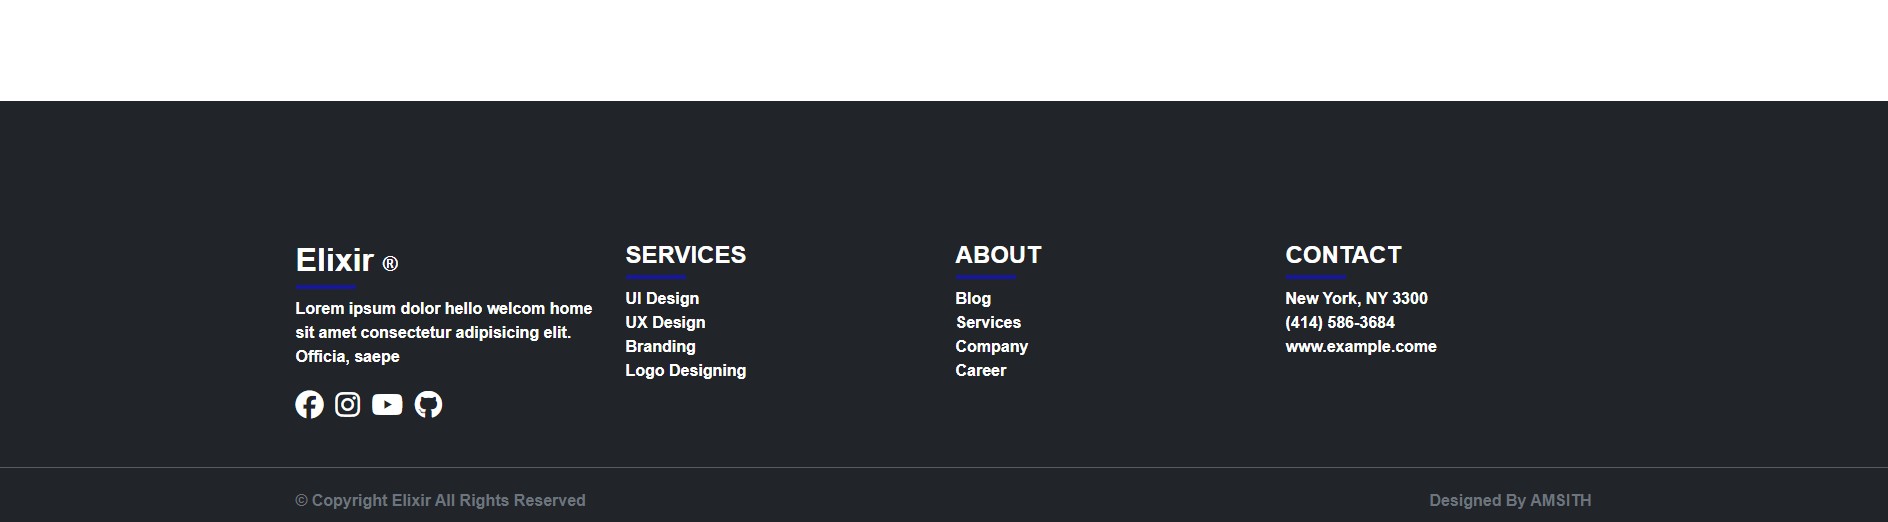 Elixir ®
Lorem ipsum dolor hello welcom home
sit amet consectetur adipisicing elit.
Officia, saepe
SERVICES
UI Design
UX Design
Branding
Logo Designing
ABOUT
Blog
Services
Company
Career
CONTACT
New York, NY 3300
(414) 586-3684
www.example.come
© Copyright Elixir All Rights Reserved
Designed By AMSITH